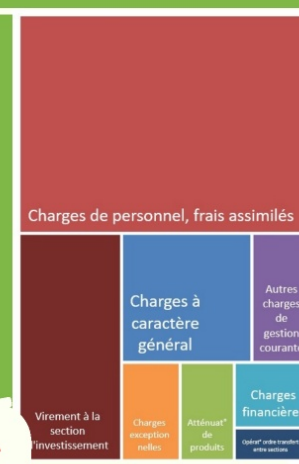 Charges de personnel, frais assimilés
Charges à
caractère
général
Autres
charges
de
gestion
courante
Virement à la
section
d'investissement
Charges
exception
nelles
Atténuat°
de
produits
Charges
financières
Opérat° ordre transfert
entre sections